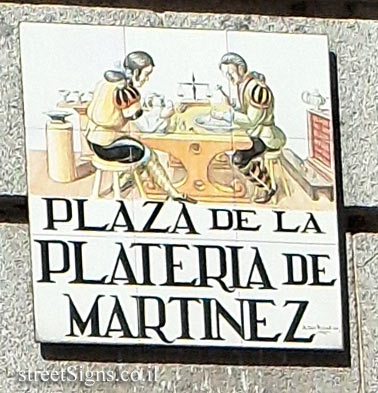 PLAZA DE LA
PLATERIA DE
MARTINEZ
streetSigns.co.il